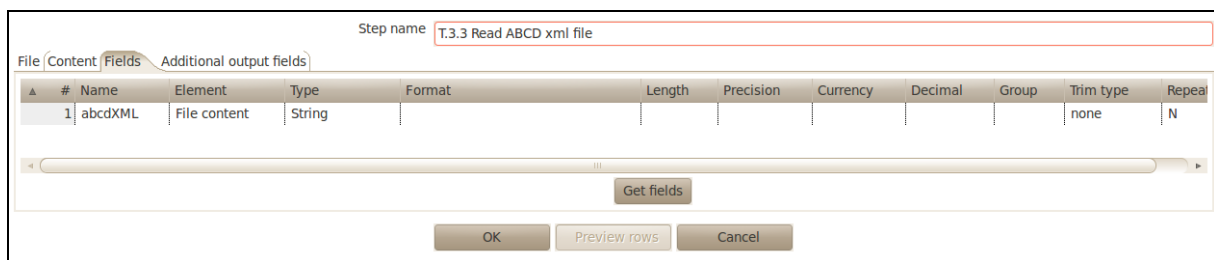 Step name T.3.3 Read ABCD xml file
File Content Fields Additional output fields
# Name Element Type Format Length Precision Currency Decimal Group Trim type Repeat
1 abcdXML File content String none N
Get fields
OK Preview rows Cancel